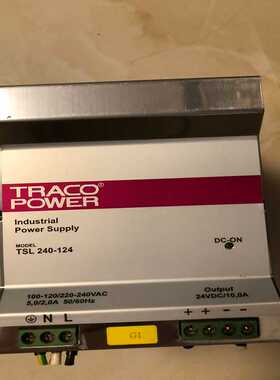 TRACO®
POWER
Industrial
Power Supply
MODEL
TSL 240-124
DC-ON
100-120/220-240VAC
5,0/2,0A 50/60Hz
Output
24VDC/10,0A
N L
+ + − −
G1